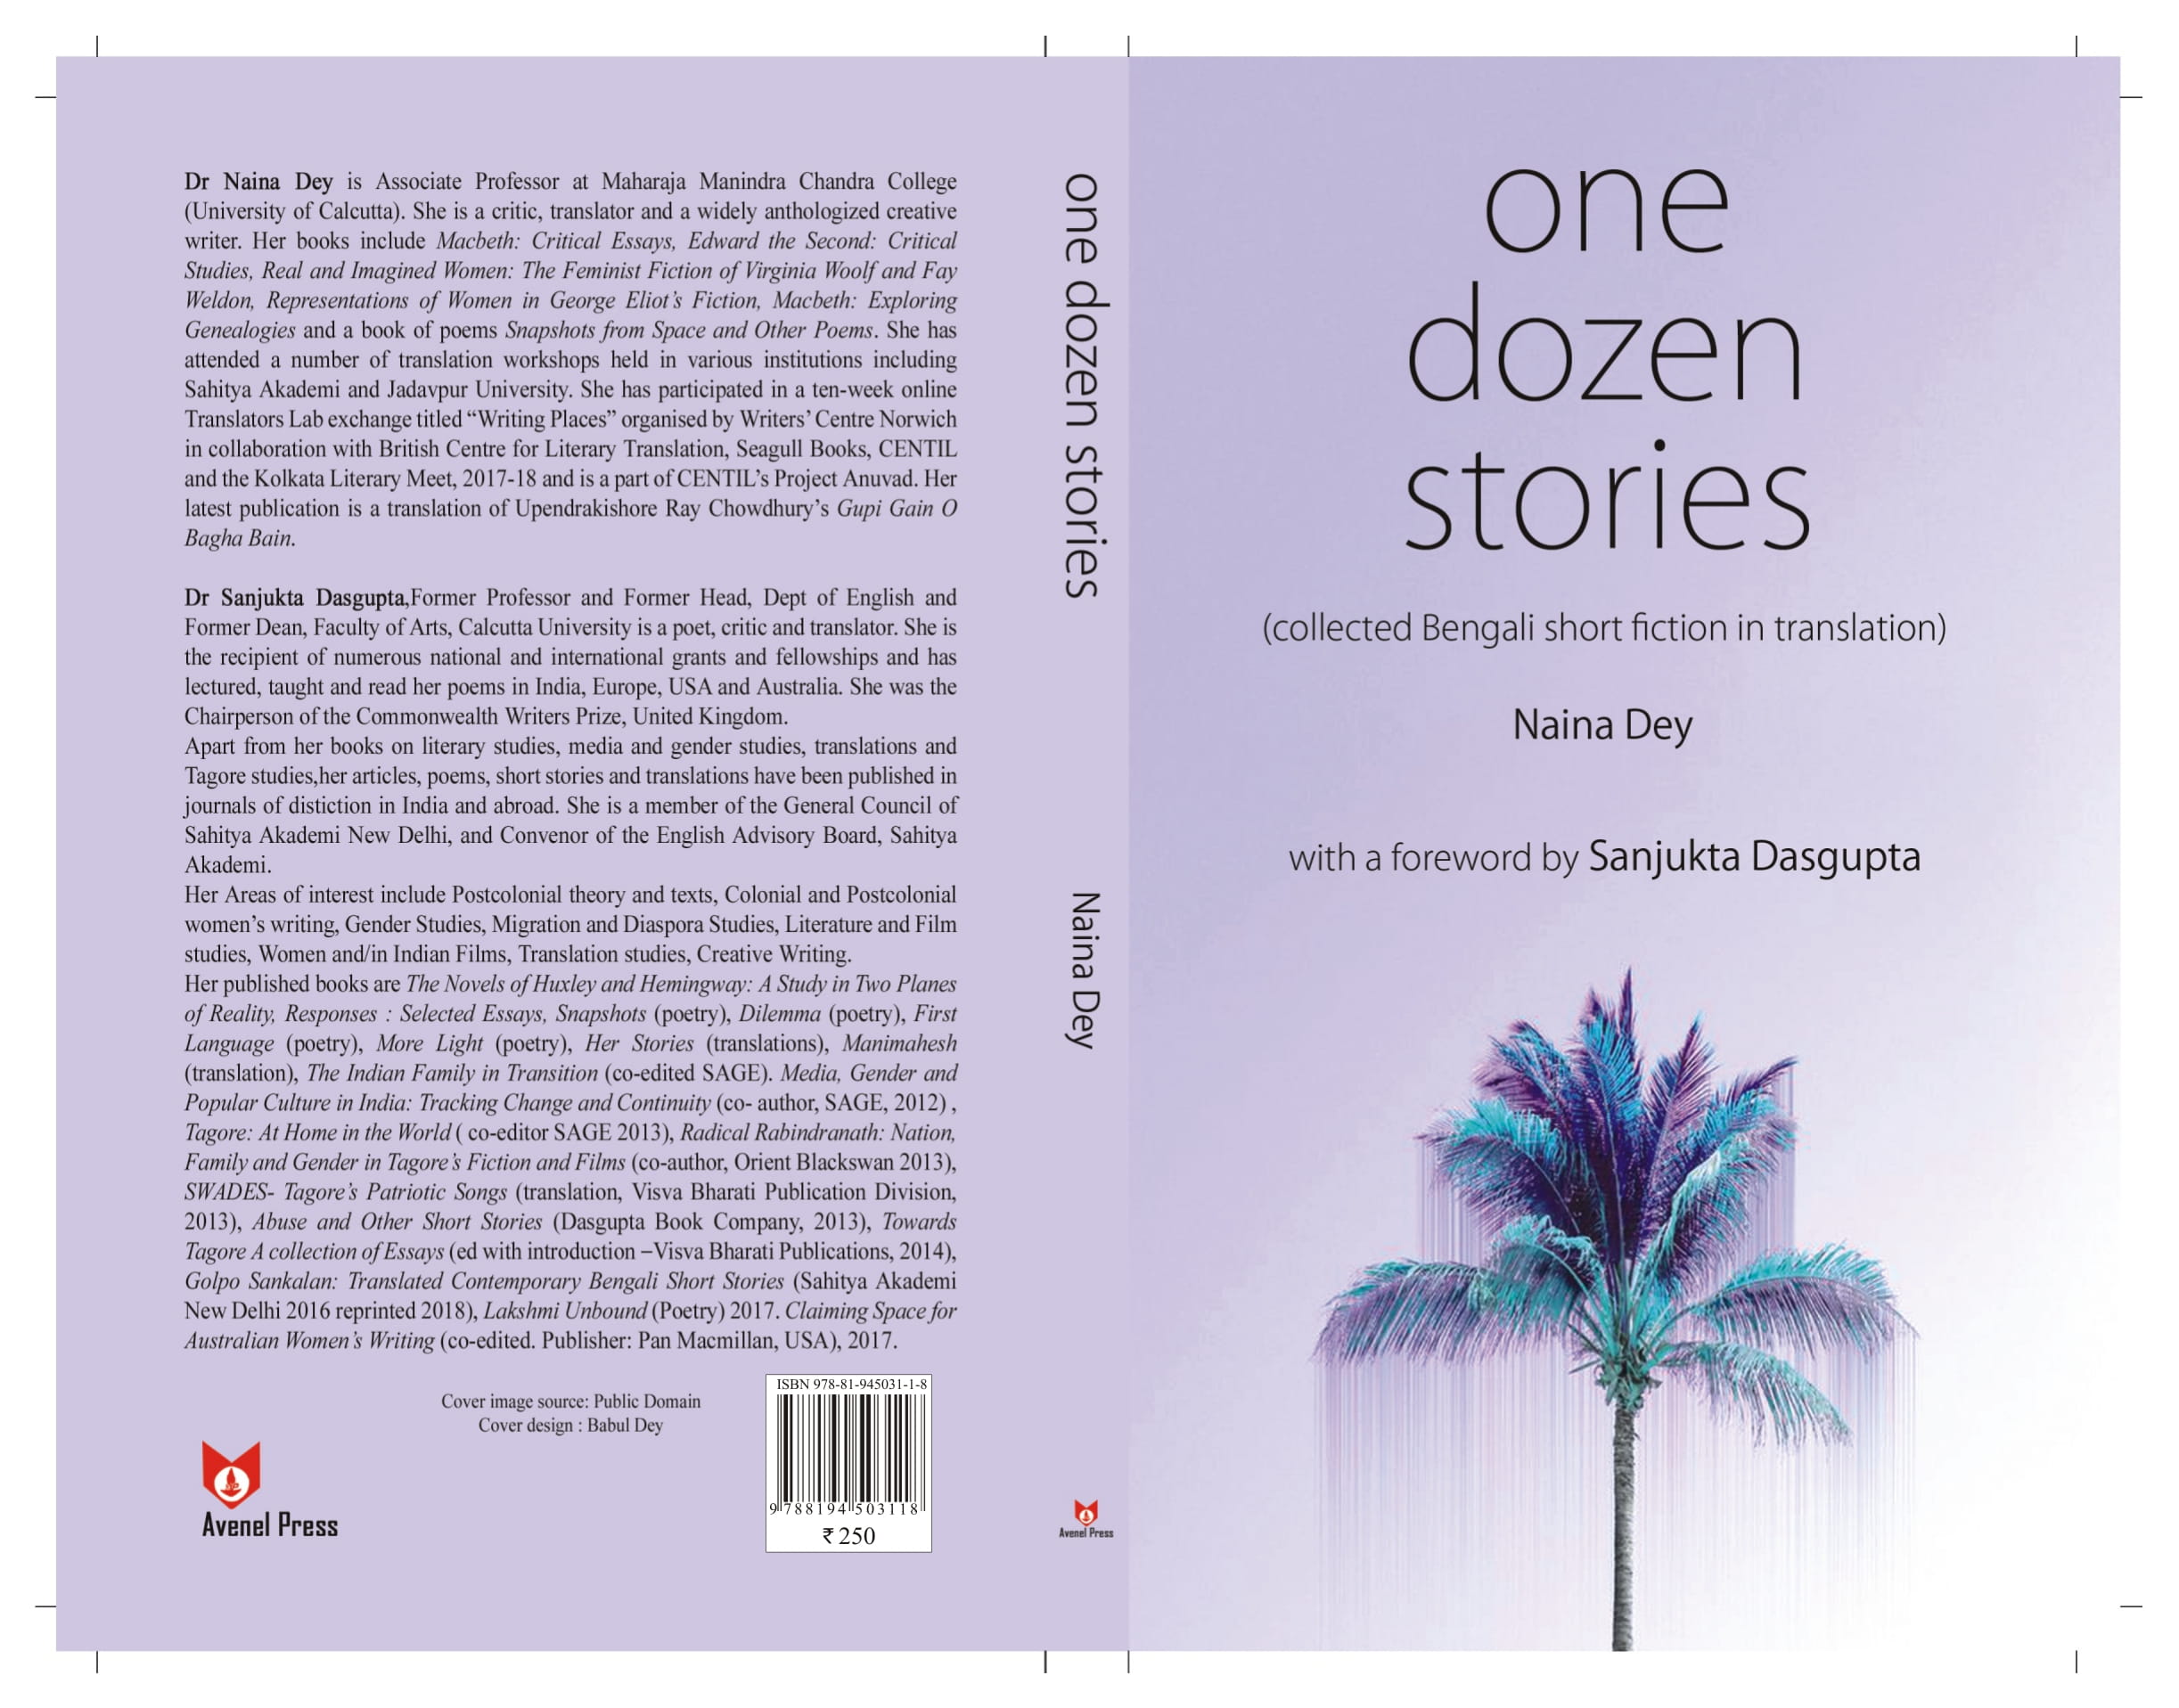 Dr Naina Dey is Associate Professor at Maharaja Manindra Chandra College
(University of Calcutta). She is a critic, translator and a widely anthologized creative
writer. Her books include Macbeth: Critical Essays, Edward the Second: Critical
Studies, Real and Imagined Women: The Feminist Fiction of Virginia Woolf and Fay
Weldon, Representations of Women in George Eliot’s Fiction, Macbeth: Exploring
Genealogies and a book of poems Snapshots from Space and Other Poems. She has
attended a number of translation workshops held in various institutions including
Sahitya Akademi and Jadavpur University. She has participated in a ten-week online
Translators Lab exchange titled “Writing Places” organised by Writers’ Centre Norwich
in collaboration with British Centre for Literary Translation, Seagull Books, CENTIL
and the Kolkata Literary Meet, 2017-18 and is a part of CENTIL’s Project Anuvad. Her
latest publication is a translation of Upendrakishore Ray Chowdhury’s Gupi Gain O
Bagha Bain.
Dr Sanjukta Dasgupta,Former Professor and Former Head, Dept of English and
Former Dean, Faculty of Arts, Calcutta University is a poet, critic and translator. She is
the recipient of numerous national and international grants and fellowships and has
lectured, taught and read her poems in India, Europe, USA and Australia. She was the
Chairperson of the Commonwealth Writers Prize, United Kingdom.
Apart from her books on literary studies, media and gender studies, translations and
Tagore studies,her articles, poems, short stories and translations have been published in
journals of distiction in India and abroad. She is a member of the General Council of
Sahitya Akademi New Delhi, and Convenor of the English Advisory Board, Sahitya
Akademi.
Her Areas of interest include Postcolonial theory and texts, Colonial and Postcolonial
women’s writing, Gender Studies, Migration and Diaspora Studies, Literature and Film
studies, Women and/in Indian Films, Translation studies, Creative Writing.
Her published books are The Novels of Huxley and Hemingway: A Study in Two Planes
of Reality, Responses : Selected Essays, Snapshots (poetry), Dilemma (poetry), First
Language (poetry), More Light (poetry), Her Stories (translations), Manimahesh
(translation), The Indian Family in Transition (co-edited SAGE). Media, Gender and
Popular Culture in India: Tracking Change and Continuity (co- author, SAGE, 2012) ,
Tagore: At Home in the World ( co-editor SAGE 2013), Radical Rabindranath: Nation,
Family and Gender in Tagore’s Fiction and Films (co-author, Orient Blackswan 2013),
SWADES- Tagore’s Patriotic Songs (translation, Visva Bharati Publication Division,
2013), Abuse and Other Short Stories (Dasgupta Book Company, 2013), Towards
Tagore A collection of Essays (ed with introduction –Visva Bharati Publications, 2014),
Golpo Sankalan: Translated Contemporary Bengali Short Stories (Sahitya Akademi
New Delhi 2016 reprinted 2018), Lakshmi Unbound (Poetry) 2017. Claiming Space for
Australian Women’s Writing (co-edited. Publisher: Pan Macmillan, USA), 2017.
Cover image source: Public Domain
Cover design : Babul Dey
Avenel Press
ISBN 978-81-945031-1-8
9 788194 503118
₹ 250
one dozen stories
Naina Dey
Avenel Press
one
dozen
stories
(collected Bengali short fiction in translation)
Naina Dey
with a foreword by Sanjukta Dasgupta